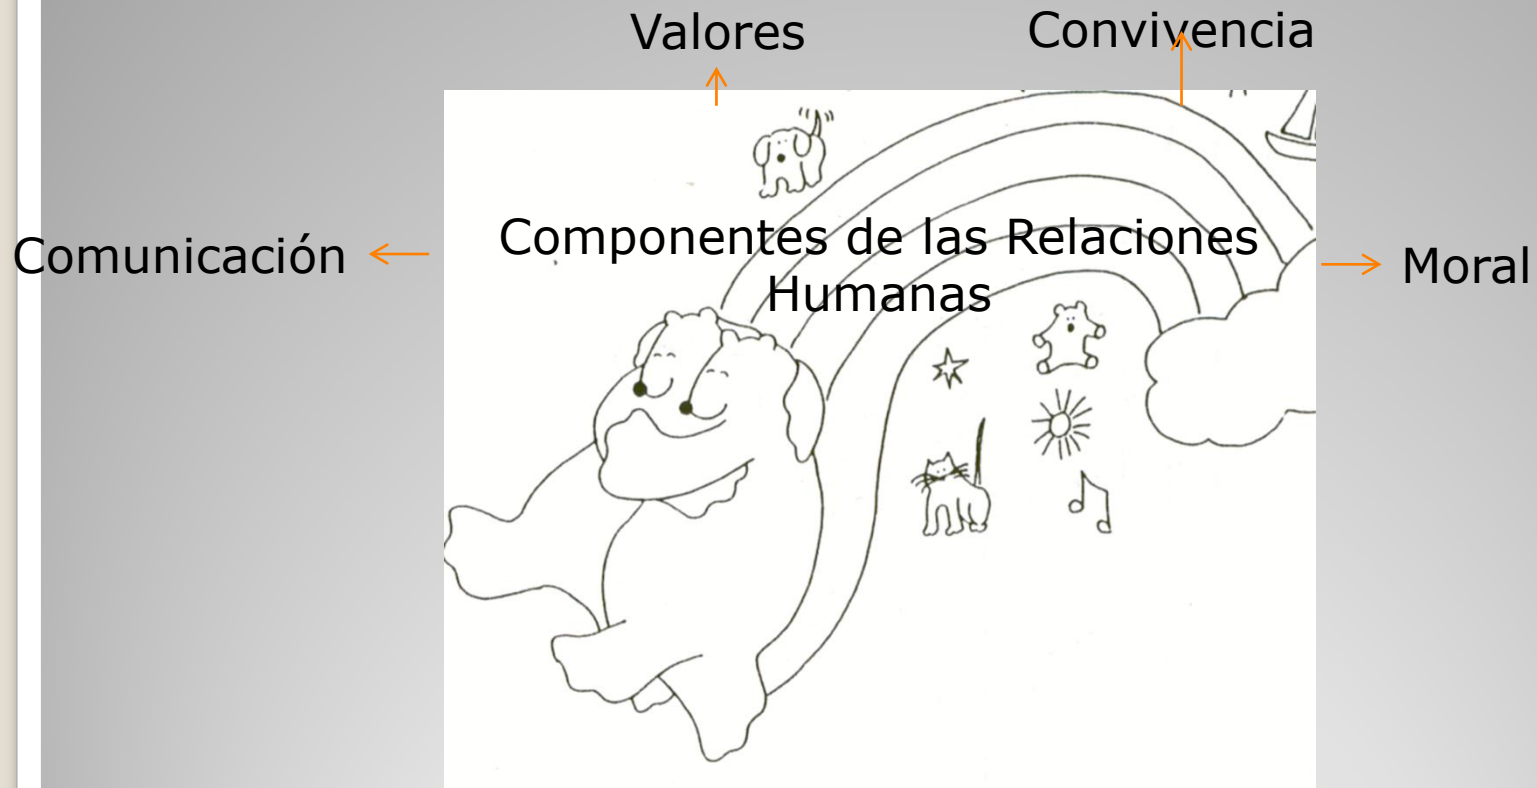 Valores
Convivencia
Comunicación
Componentes de las Relaciones
Humanas
Moral